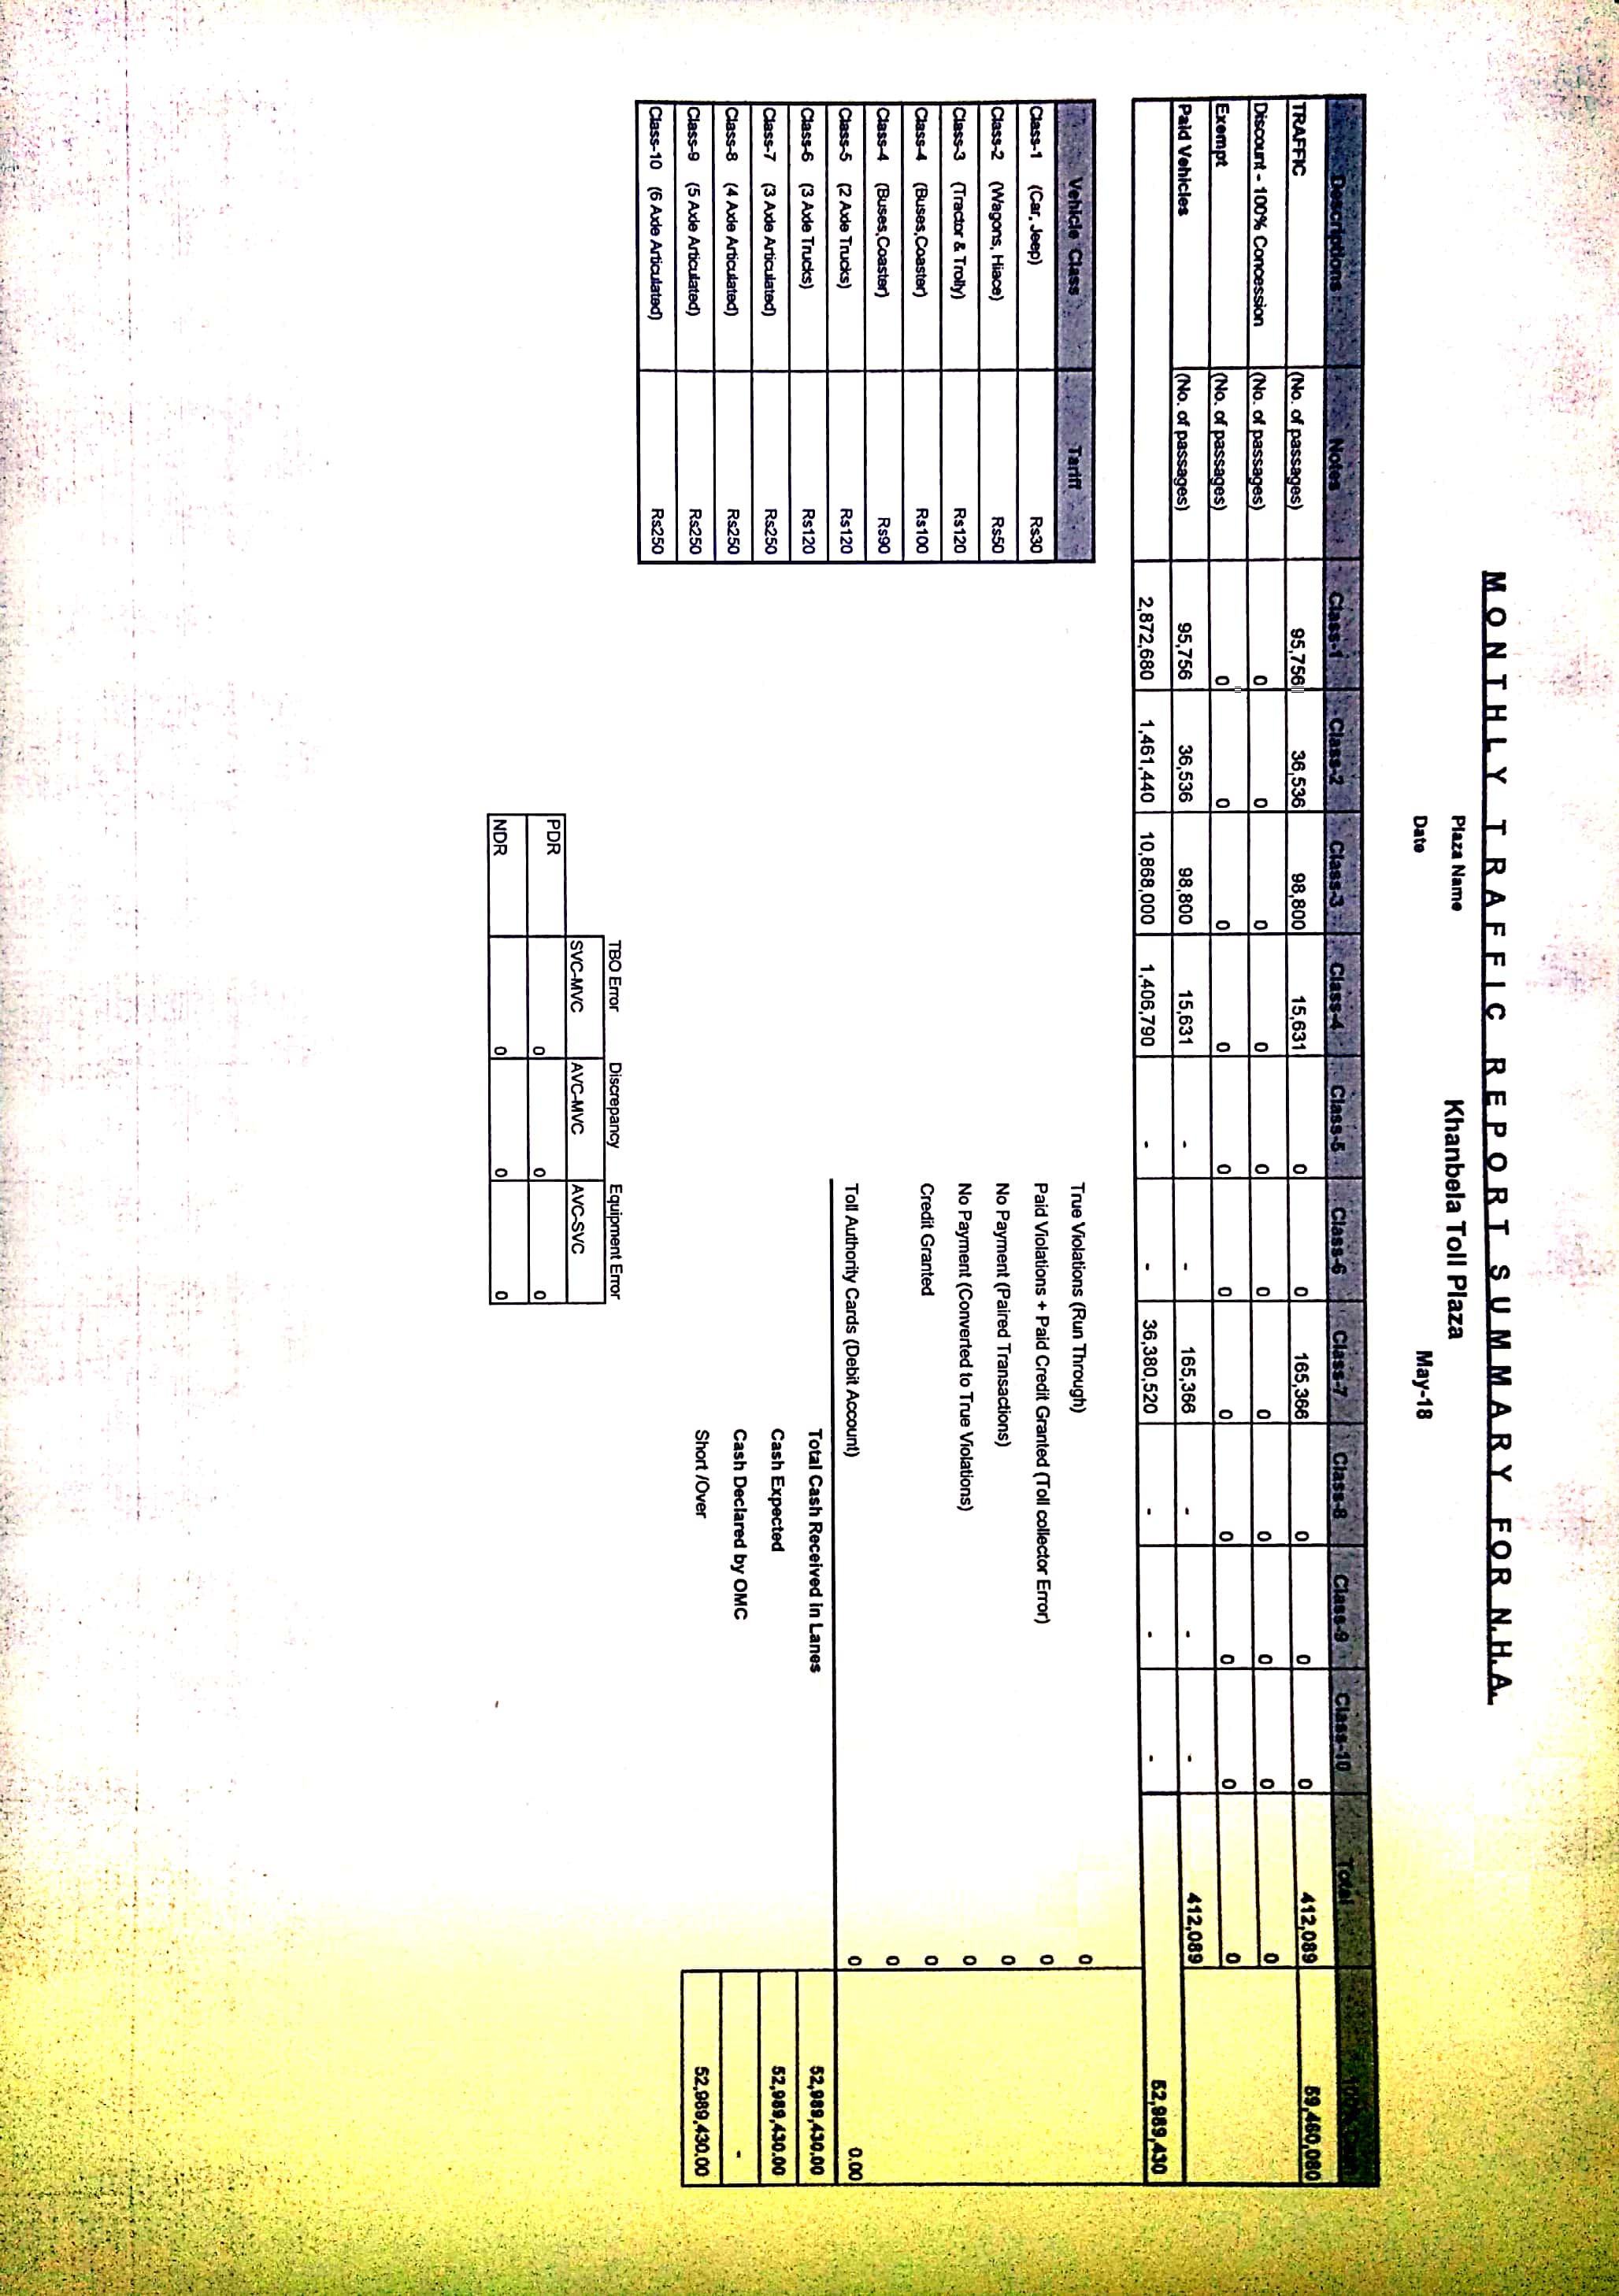 MONTHLY TRAFFIC REPORT SUMMARY FOR N.H.A.
Plaza Name Khanbela Toll Plaza
Date May-18
Descriptions Notes Class-1 Class-2 Class-3 Class-4 Class-5 Class-6 Class-7 Class-8 Class-9 Class-10 Total
TRAFFIC (No. of passages) 95,756 36,536 98,800 15,631 0 0 165,366 0 0 0 412,089 59,460,080
Discount - 100% Concession (No. of passages) 0 0 0 0 0 0 0 0 0 0 0
Exempt (No. of passages) 0 0 0 0 0 0 0 0 0 0 0
Paid Vehicles (No. of passages) 95,756 36,536 98,800 15,631 - - 165,366 - - - 412,089
2,872,680 1,461,440 10,868,000 1,406,790 - - 36,380,520 - - - 52,989,430
Vehicle Class Tariff
Class-1 (Car, Jeep) Rs30
Class-2 (Wagons, Hiace) Rs50
Class-3 (Tractor & Trolly) Rs120
Class-4 (Buses,Coaster) Rs100
Class-4 (Buses,Coaster) Rs90
Class-5 (2 Axle Trucks) Rs120
Class-6 (3 Axle Trucks) Rs120
Class-7 (3 Axle Articulated) Rs250
Class-8 (4 Axle Articulated) Rs250
Class-9 (5 Axle Articulated) Rs250
Class-10 (6 Axle Articulated) Rs250
True Violations (Run Through) 0
Paid Violations + Paid Credit Granted (Toll collector Error) 0
No Payment (Paired Transactions) 0
No Payment (Converted to True Violations) 0
Credit Granted 0
0
Toll Authority Cards (Debit Account) 0 0.00
Total Cash Received in Lanes 52,989,430.00
Cash Expected 52,989,430.00
Cash Declared by OMC -
Short /Over 52,989,430.00
TBO Error Discrepancy Equipment Error
SVC-MVC AVC-MVC AVC-SVC
PDR 0 0 0
NDR 0 0 0